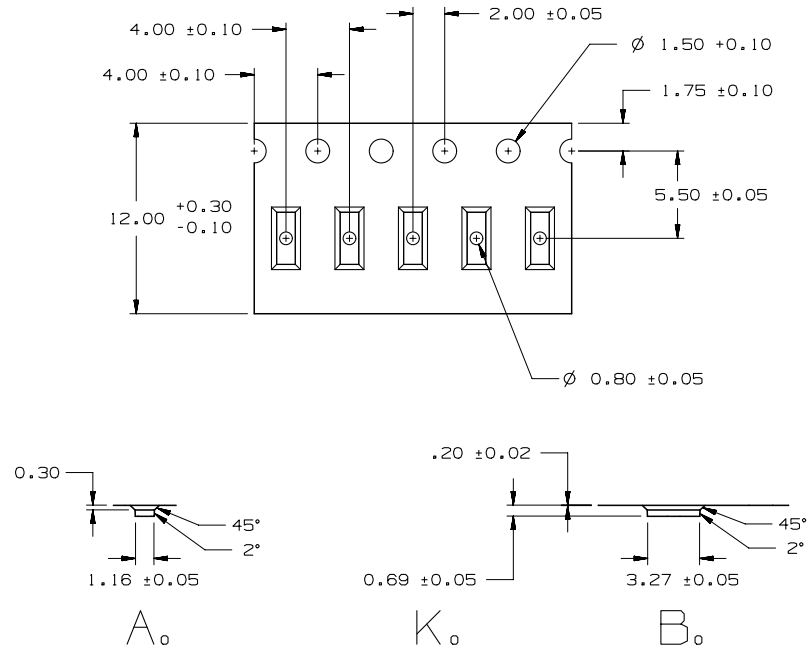 4.00 ±0.10
2.00 ±0.05
Ø 1.50 +0.10
4.00 ±0.10
1.75 ±0.10
12.00 +0.30 -0.10
5.50 ±0.05
Ø 0.80 ±0.05
0.30
45°
2°
1.16 ±0.05
A₀
.20 ±0.02
0.69 ±0.05
K₀
45°
2°
3.27 ±0.05
B₀